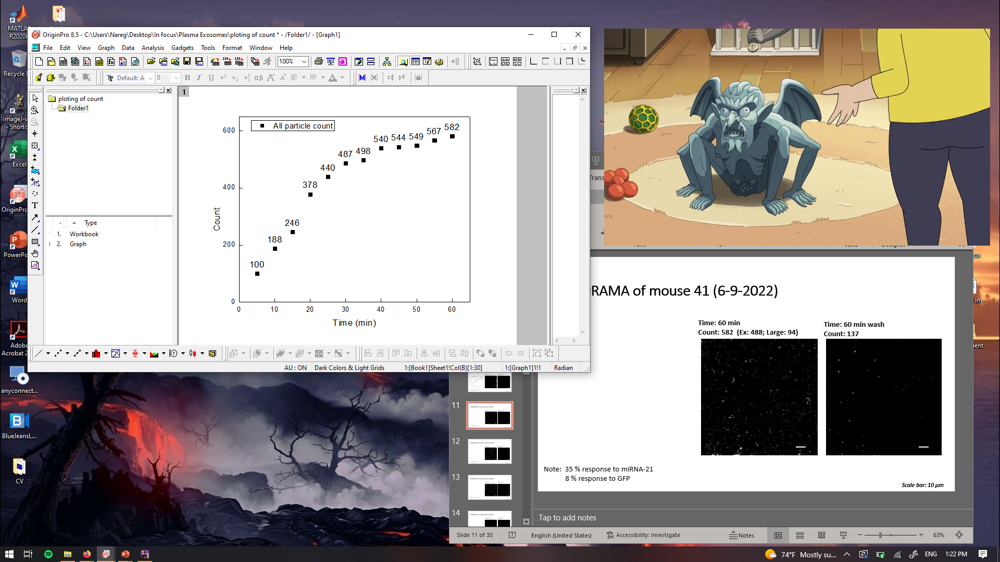 MATLAB
R2020b
Recycle
ImageJ-w
- Shortc
Excel
OriginPro
PowerPo
Word
Adobe
Acrobat 2
anyconnect...
BlueJeansL...
CV
OriginPro 8.5 - C:\Users\Nareg\Desktop\In focus\Plasma Exosomes\ploting of count * - /Folder1/ - [Graph1]
File Edit View Graph Data Analysis Gadgets Tools Format Window Help
100%
Default: A 0 B I U
ploting of count
Folder1
Type
1. Workbook
2. Graph
1
All particle count
Count
600
400
200
0
100
188
246
378
440
487
498
540
544
549
567
582
0 10 20 30 40 50 60
Time (min)
AU : ON Dark Colors & Light Grids 1:[Book1]Sheet1!Col(B)[1:30] 1:[Graph1]1!1 Radian
Trans
Voice
Designer
RAMA of mouse 41 (6-9-2022)
Time: 60 min
Count: 582 (Ex: 488; Large: 94)
Time: 60 min wash
Count: 137
Note: 35 % response to miRNA-21
8 % response to GFP
Scale bar: 10 µm
11
12
13
14
Tap to add notes
Slide 11 of 30 English (United States) Accessibility: Investigate Notes 63%
us
ins
ment
74°F Mostly su... ENG 1:22 PM